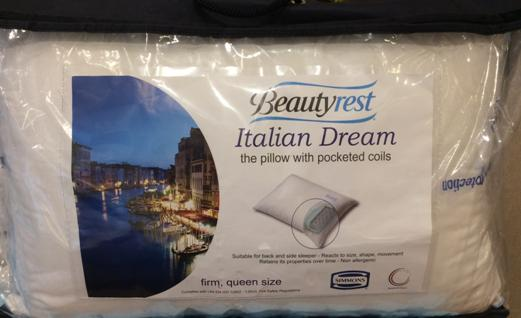 Beautyrest
Italian Dream
the pillow with pocketed coils
Suitable for back and side sleeper - Reacts to size, shape, movement
Retains its properties over time - Non allergenic
firm, queen size
SIMMONS
otection